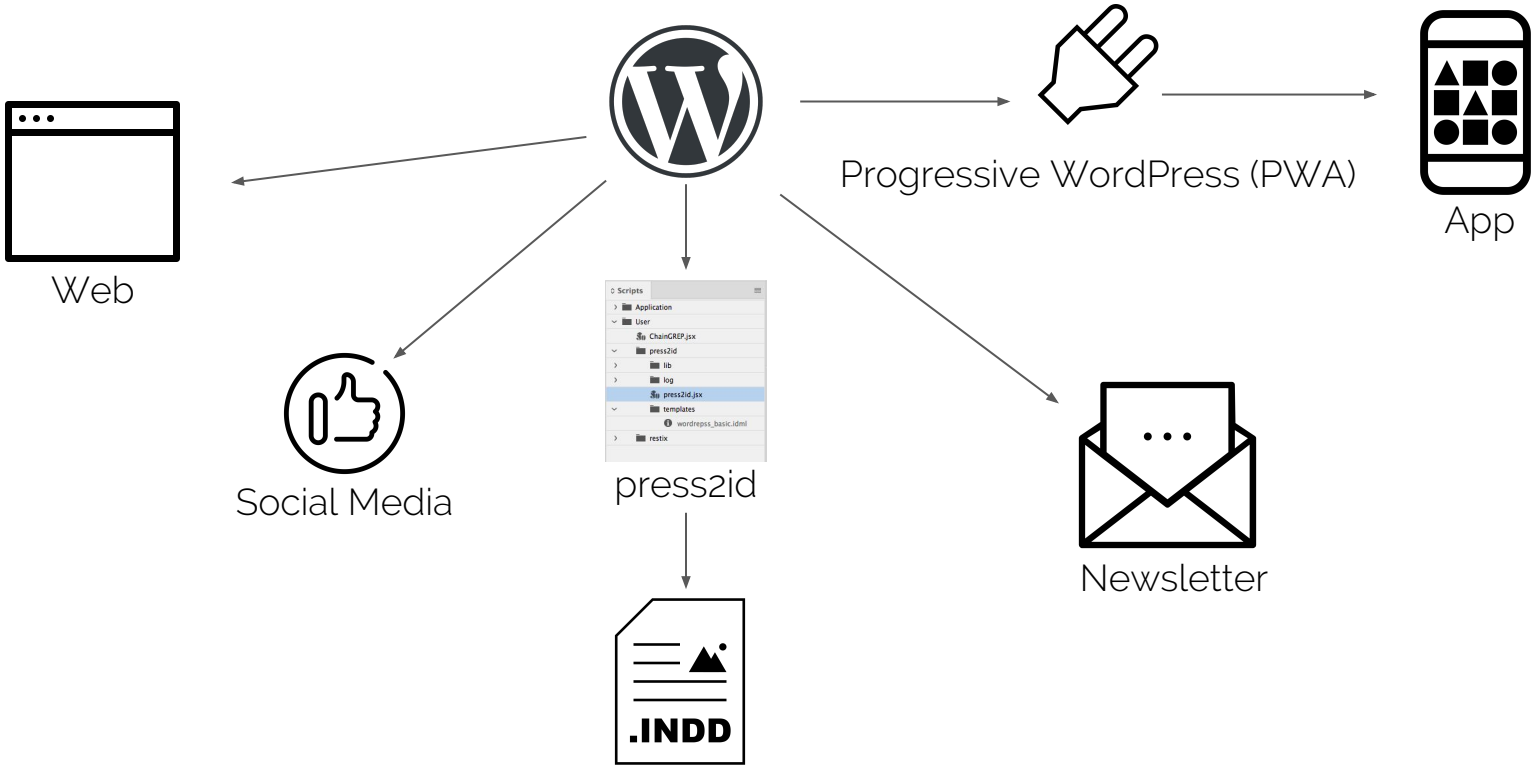 W
Progressive WordPress (PWA)
App
Web
Scripts
Application
User
ChainGREP.jsx
press2id
lib
log
press2id.jsx
templates
wordrepss_basic.idml
restix
Social Media
press2id
Newsletter
.INDD